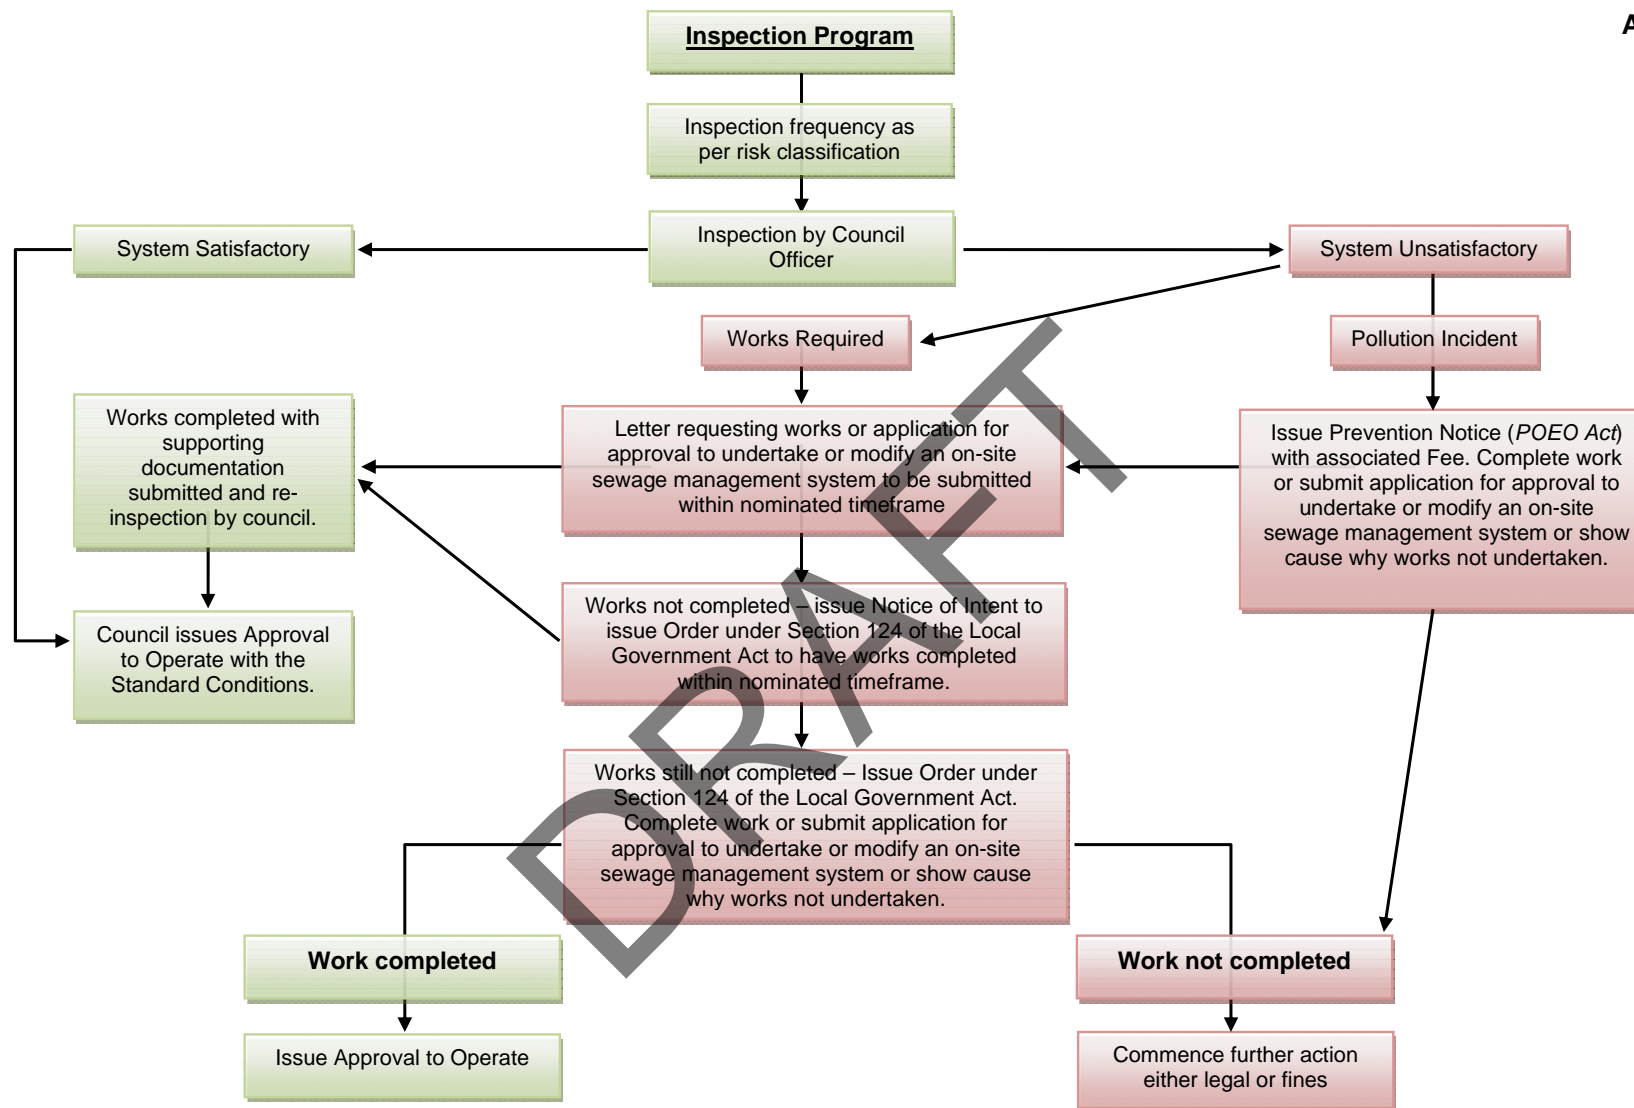 A
Inspection Program
Inspection frequency as
per risk classification
Inspection by Council
Officer
System Satisfactory
System Unsatisfactory
Works Required
Pollution Incident
Works completed with
supporting
documentation
submitted and re-
inspection by council.
Letter requesting works or application for
approval to undertake or modify an on-site
sewage management system to be submitted
within nominated timeframe
Issue Prevention Notice (POEO Act)
with associated Fee. Complete work
or submit application for approval to
undertake or modify an on-site
sewage management system or show
cause why works not undertaken.
Works not completed – issue Notice of Intent to
issue Order under Section 124 of the Local
Government Act to have works completed
within nominated timeframe.
Council issues Approval
to Operate with the
Standard Conditions.
Works still not completed – Issue Order under
Section 124 of the Local Government Act.
Complete work or submit application for
approval to undertake or modify an on-site
sewage management system or show cause
why works not undertaken.
Work completed
Work not completed
Issue Approval to Operate
Commence further action
either legal or fines
DRAFT